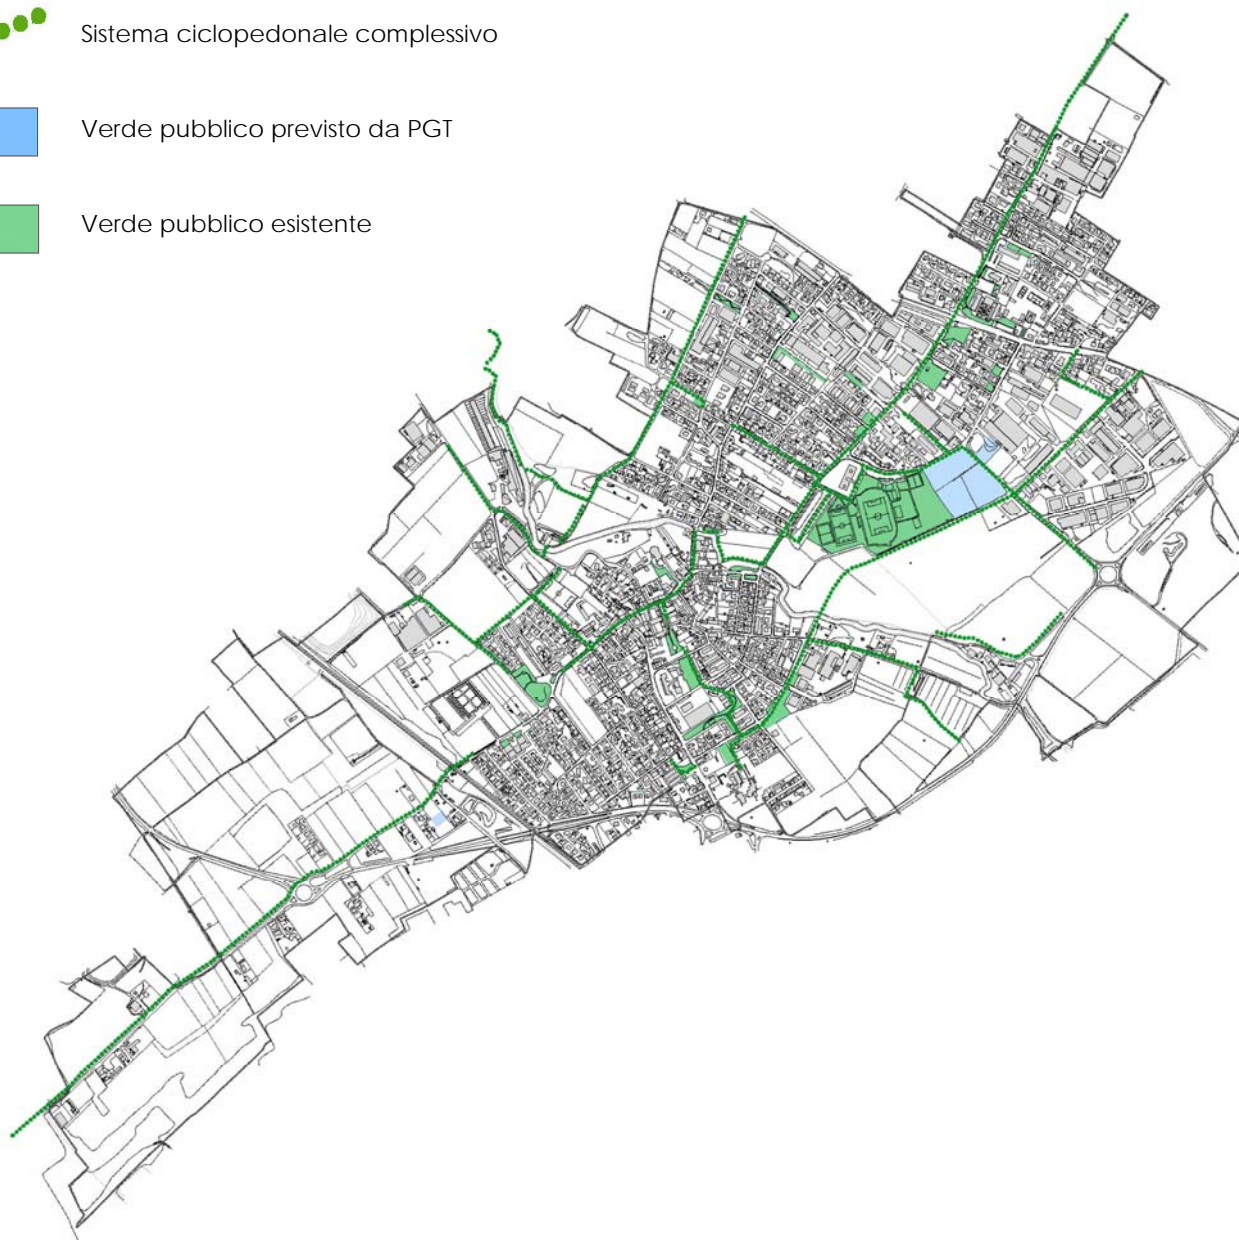 Sistema ciclopedonale complessivo
Verde pubblico previsto da PGT
Verde pubblico esistente